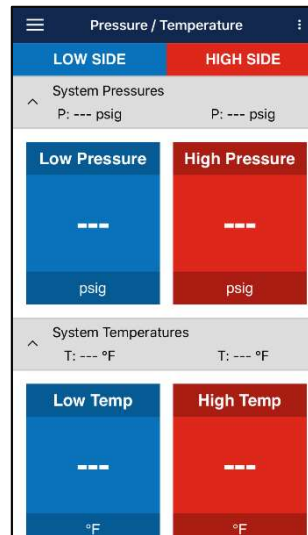 Pressure / Temperature
LOW SIDE HIGH SIDE
System Pressures
P: --- psig P: --- psig
Low Pressure High Pressure
--- ---
psig psig
System Temperatures
T: --- °F T: --- °F
Low Temp High Temp
--- ---
°F °F